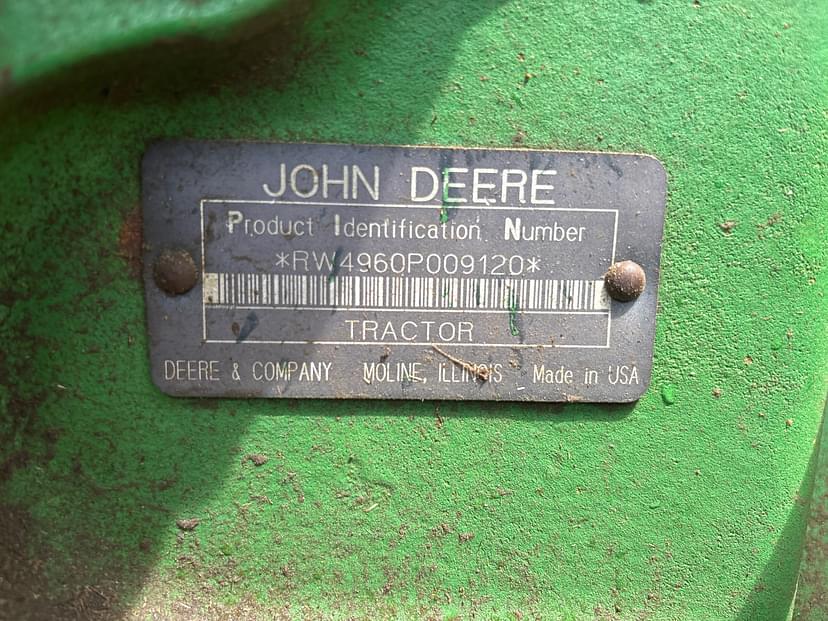 JOHN DEERE
Product Identification Number
*RW4960P009120*
TRACTOR
DEERE & COMPANY MOLINE, ILLINOIS Made in USA